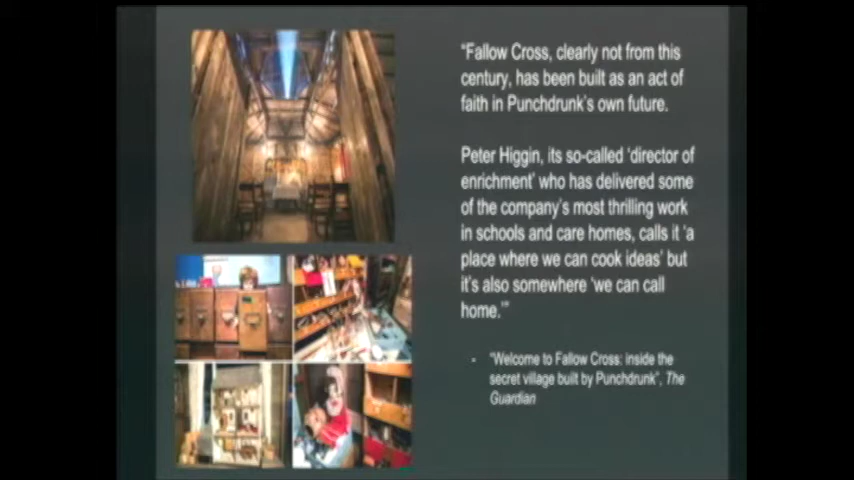 “Fallow Cross, clearly not from this
century, has been built as an act of
faith in Punchdrunk’s own future.
Peter Higgin, its so-called ‘director of
enrichment’ who has delivered some
of the company’s most thrilling work
in schools and care homes, calls it ‘a
place where we can cook ideas’ but
it’s also somewhere ‘we can call
home.’”
- “Welcome to Fallow Cross: inside the
secret village built by Punchdrunk”, The
Guardian